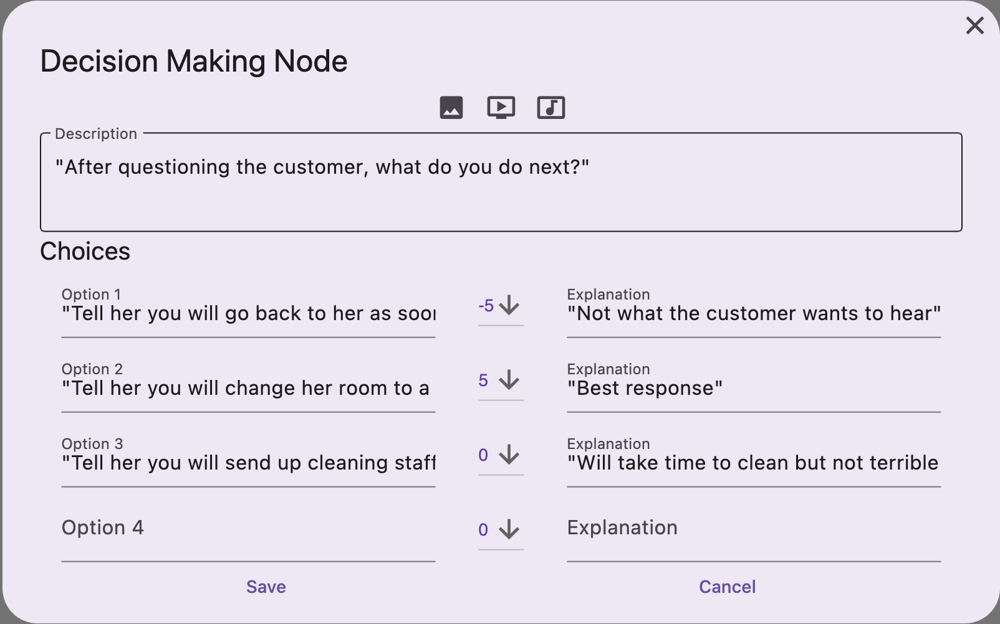 Decision Making Node
Description
"After questioning the customer, what do you do next?"
Choices
Option 1
"Tell her you will go back to her as soon
-5
Explanation
"Not what the customer wants to hear"
Option 2
"Tell her you will change her room to a
5
Explanation
"Best response"
Option 3
"Tell her you will send up cleaning staff
0
Explanation
"Will take time to clean but not terrible
Option 4
0
Explanation
Save
Cancel